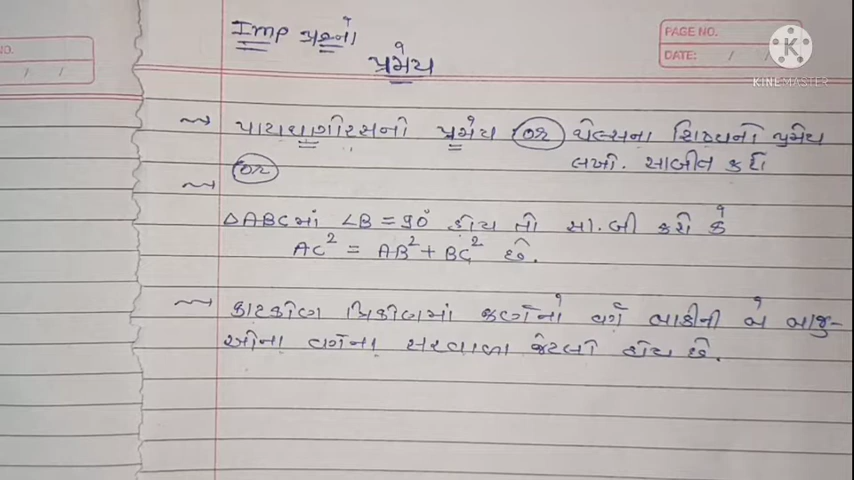 Imp પ્રશ્નો
પ્રમેય
PAGE NO.
DATE: / /
NO.
/ /
KINEMASTER
→ પાયથાગોરસનો પ્રમેય OR થેલ્સના શિષ્યનો પ્રમેય
લખો. સાબીત કરો
OR
→ △ABCમાં ∠B = 90° હોય તો સા.બી કરો કે
AC² = AB² + BC² છે.
→ કાટકોણ ત્રિકોણમાં કર્ણનો વર્ગ બાકીની બે બાજુ-
ઓના વર્ગના સરવાળા જેટલો હોય છે.